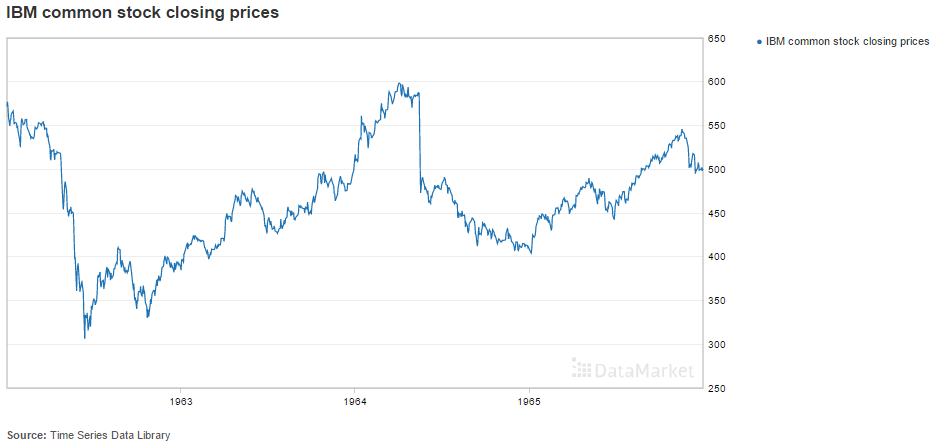 IBM common stock closing prices
650
IBM common stock closing prices
600
550
500
450
400
350
300
DataMarket
250
1963 1964 1965
Source: Time Series Data Library